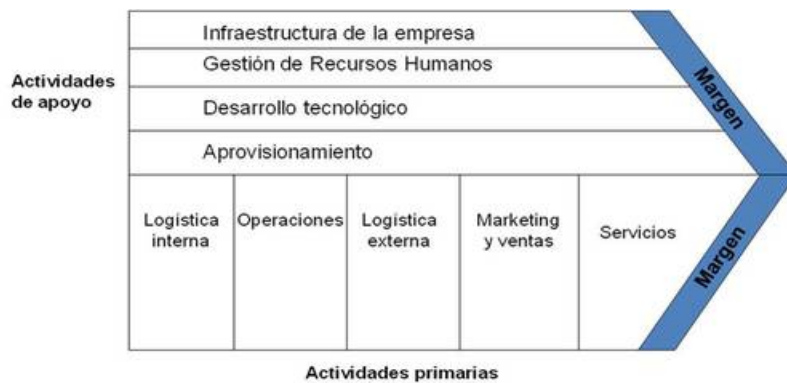 Infraestructura de la empresa
Gestión de Recursos Humanos
Actividades
de apoyo
Desarrollo tecnológico
Aprovisionamiento
Margen
Logística
interna
Operaciones
Logística
externa
Marketing
y ventas
Servicios
Margen
Actividades primarias